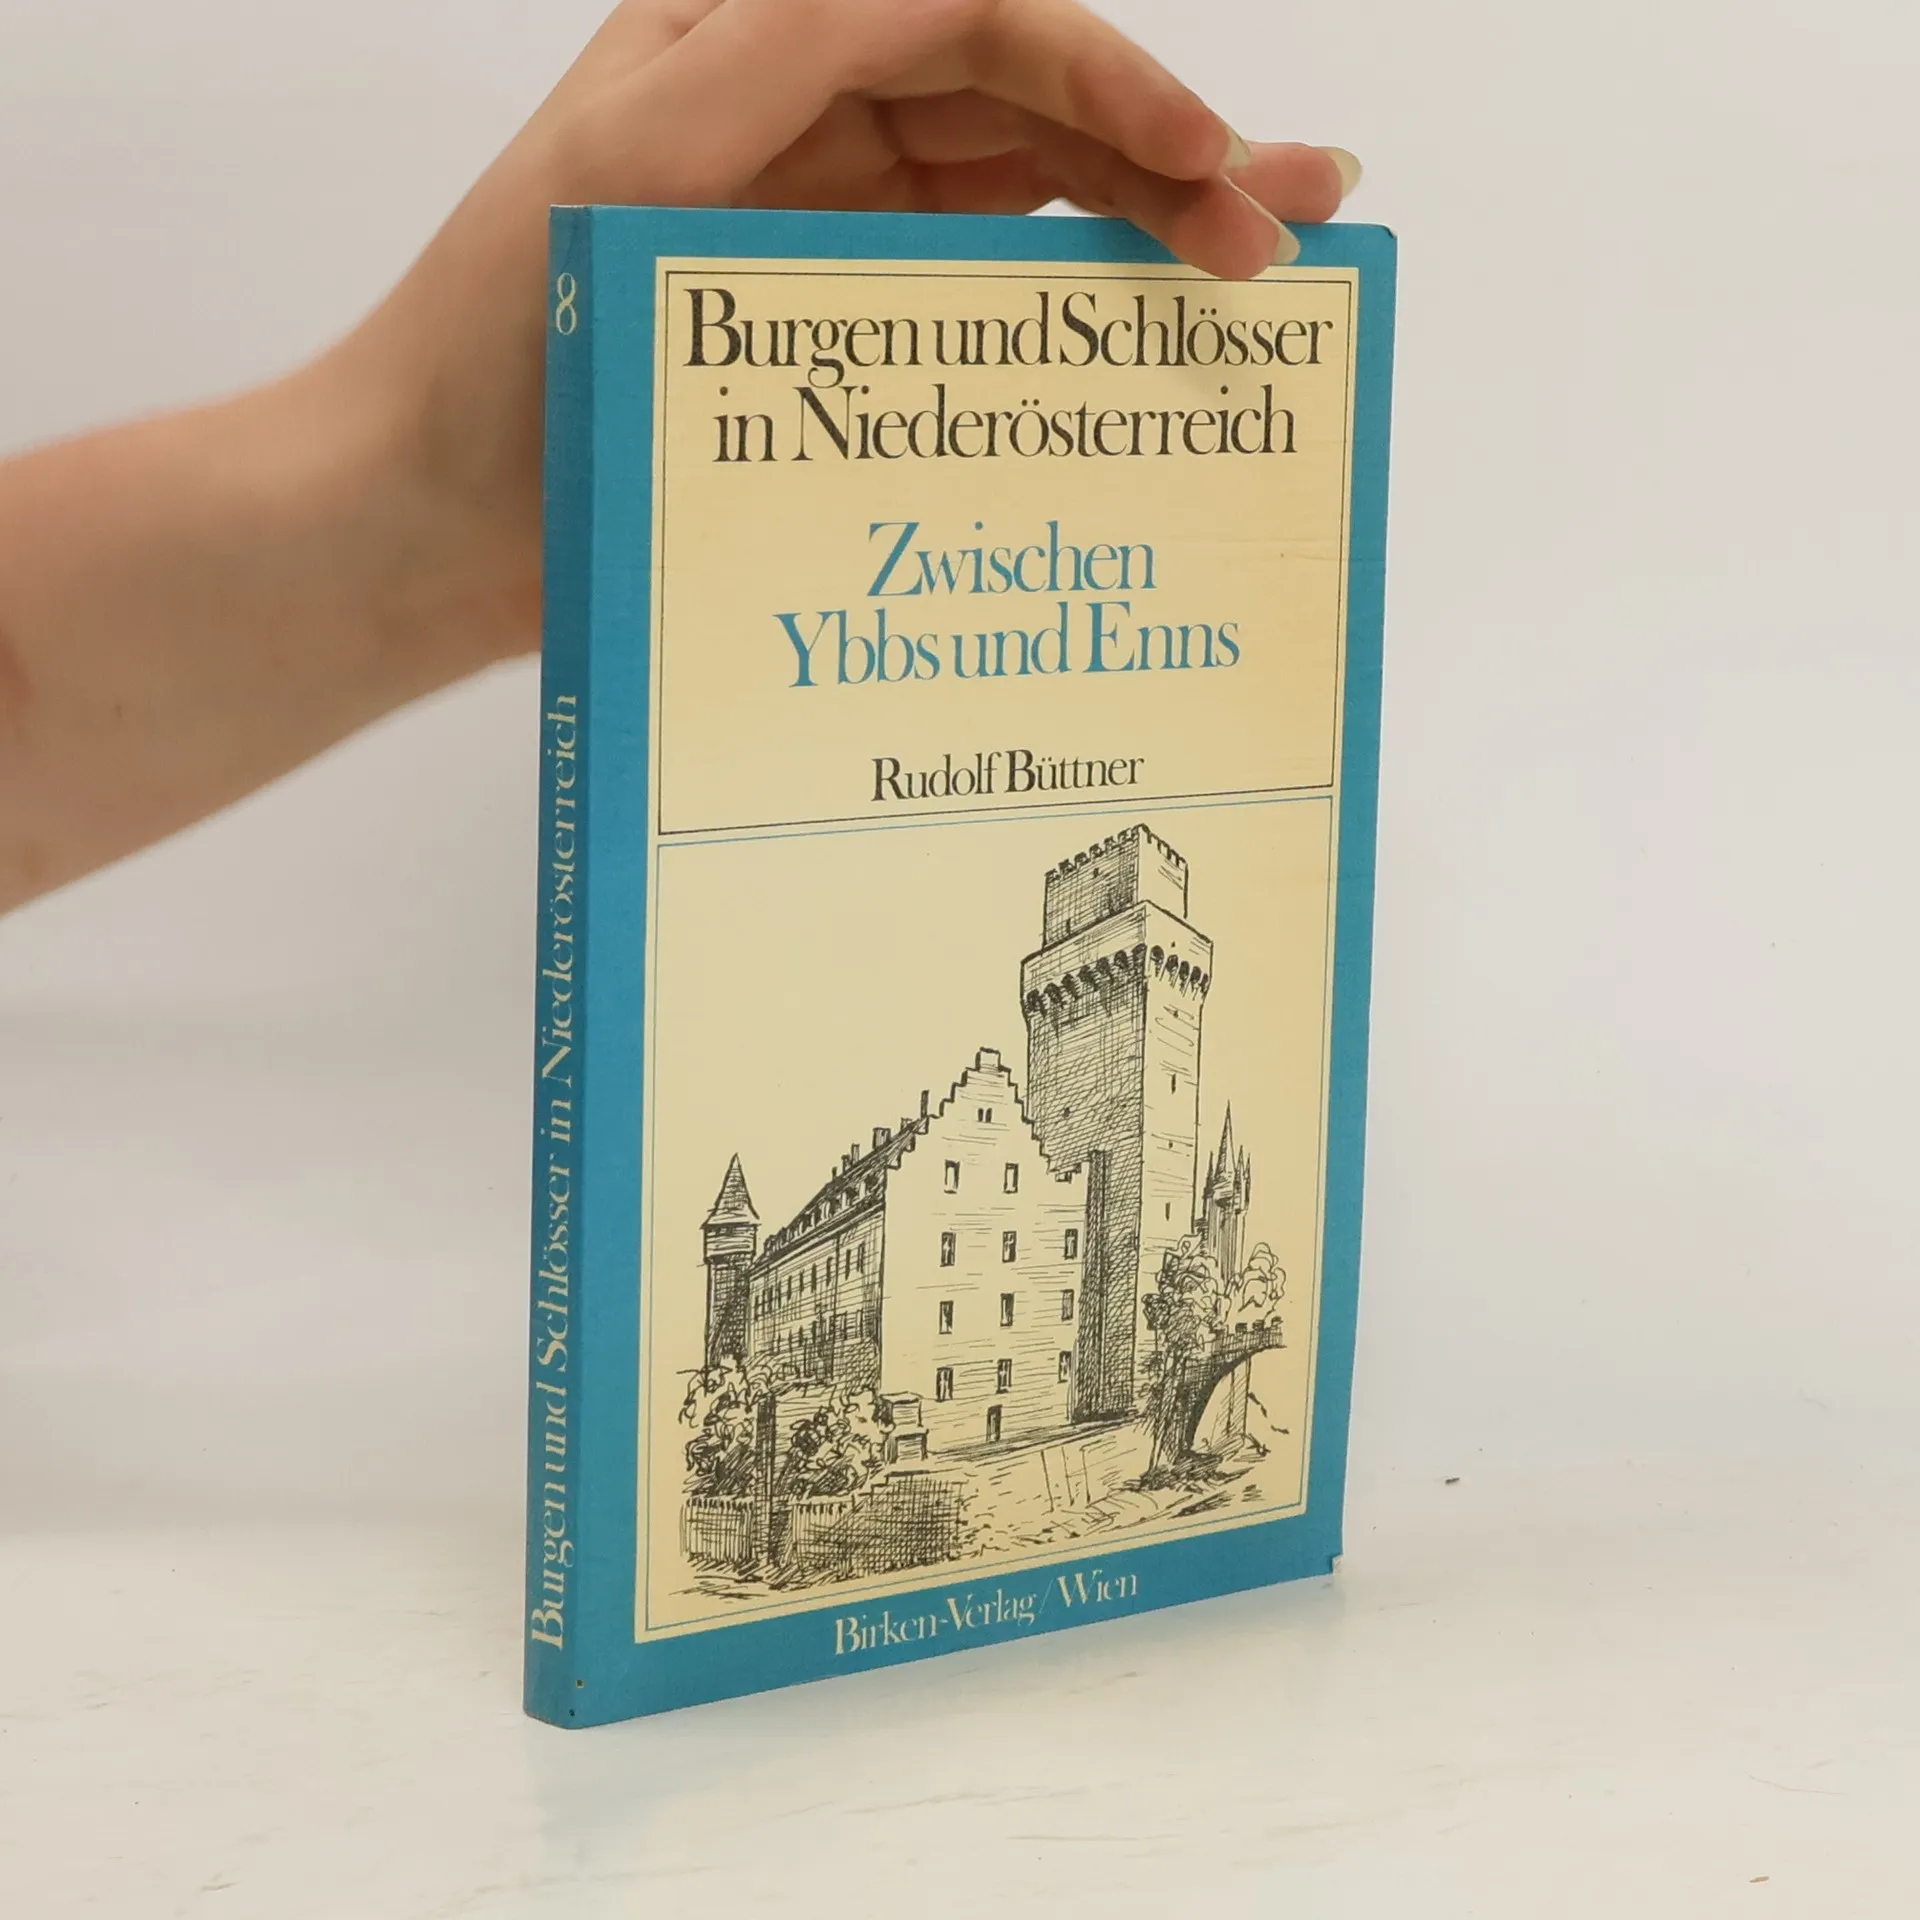 8
Burgen und Schlösser in Niederösterreich
Burgen und Schlösser
in Niederösterreich
Zwischen
Ybbs und Enns
Rudolf Büttner
Birken-Verlag/Wien